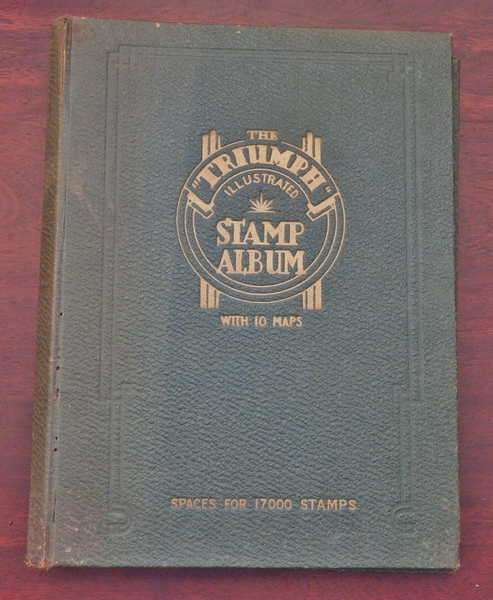 THE
"TRIUMPH"
ILLUSTRATED
STAMP
ALBUM
WITH 10 MAPS
SPACES FOR 17000 STAMPS